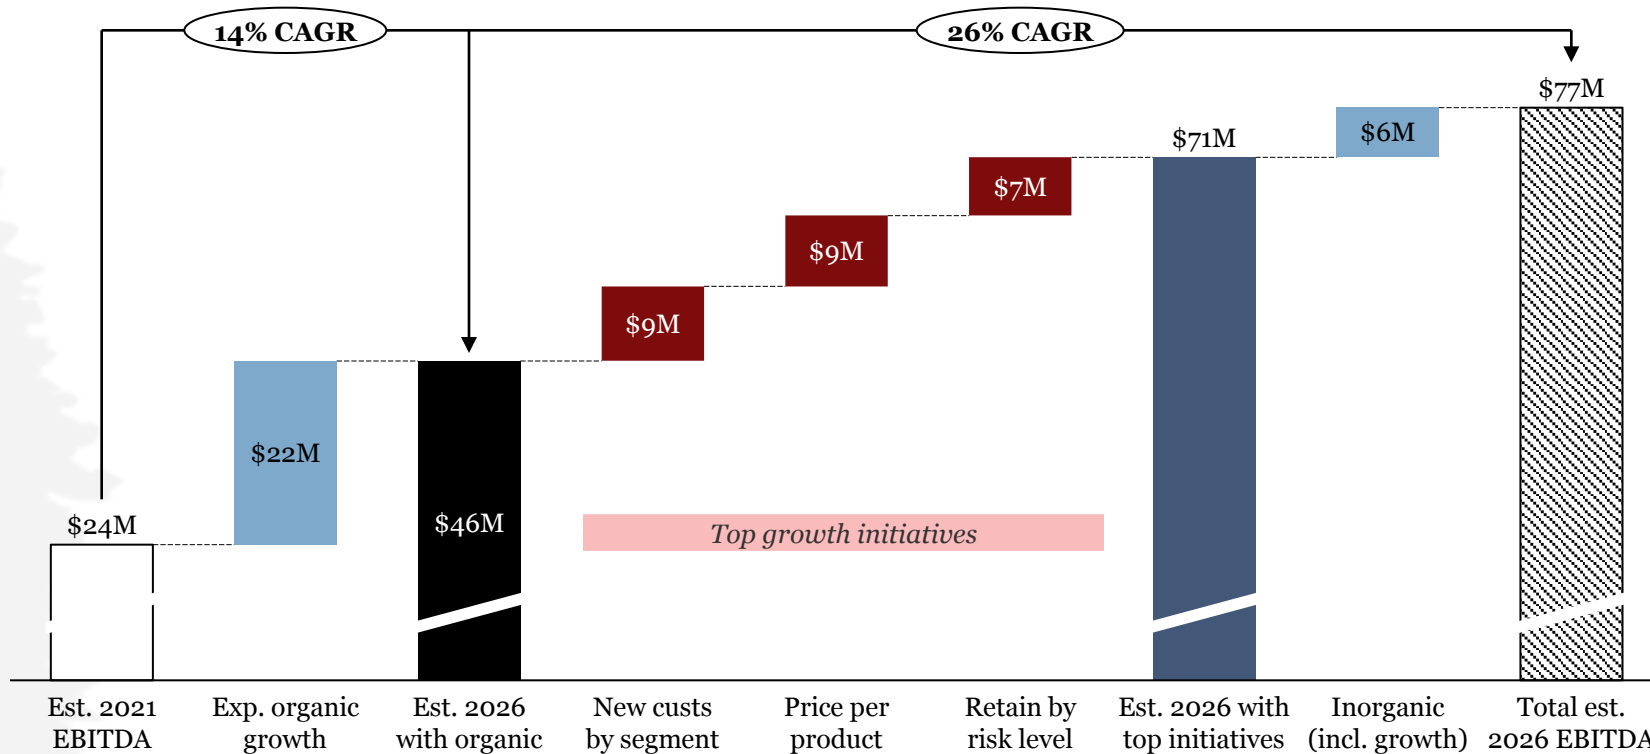 14% CAGR
26% CAGR
$77M
$71M
$6M
$7M
$9M
$9M
$22M
$24M
$46M
Top growth initiatives
Est. 2021
EBITDA
Exp. organic
growth
Est. 2026
with organic
New custs
by segment
Price per
product
Retain by
risk level
Est. 2026 with
top initiatives
Inorganic
(incl. growth)
Total est.
2026 EBITDA